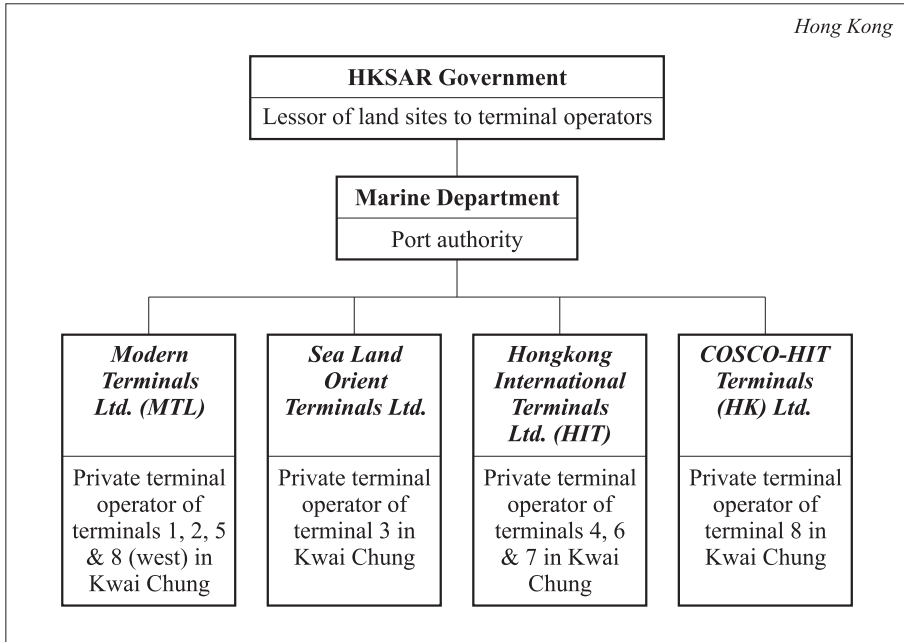 Hong Kong
HKSAR Government
Lessor of land sites to terminal operators
Marine Department
Port authority
Modern
Terminals
Ltd. (MTL)
Private terminal
operator of
terminals 1, 2, 5
& 8 (west) in
Kwai Chung
Sea Land
Orient
Terminals Ltd.
Private terminal
operator of
terminal 3 in
Kwai Chung
Hongkong
International
Terminals
Ltd. (HIT)
Private terminal
operator of
terminals 4, 6
& 7 in Kwai
Chung
COSCO-HIT
Terminals
(HK) Ltd.
Private terminal
operator of
terminal 8 in
Kwai Chung